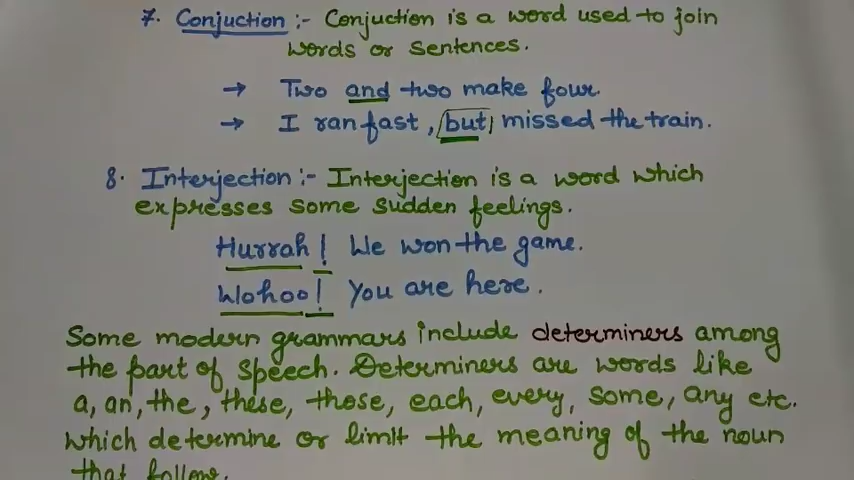 7. Conjuction :- Conjuction is a word used to join
words or sentences.
→ Two and two make four.
→ I ran fast, but missed the train.
8. Interjection :- Interjection is a word which
expresses some sudden feelings.
Hurrah! We won the game.
Wohoo! You are here.
Some modern grammars include determiners among
the part of speech. Determiners are words like
a, an, the, these, those, each, every, some, any etc.
which determine or limit the meaning of the noun
that follow.